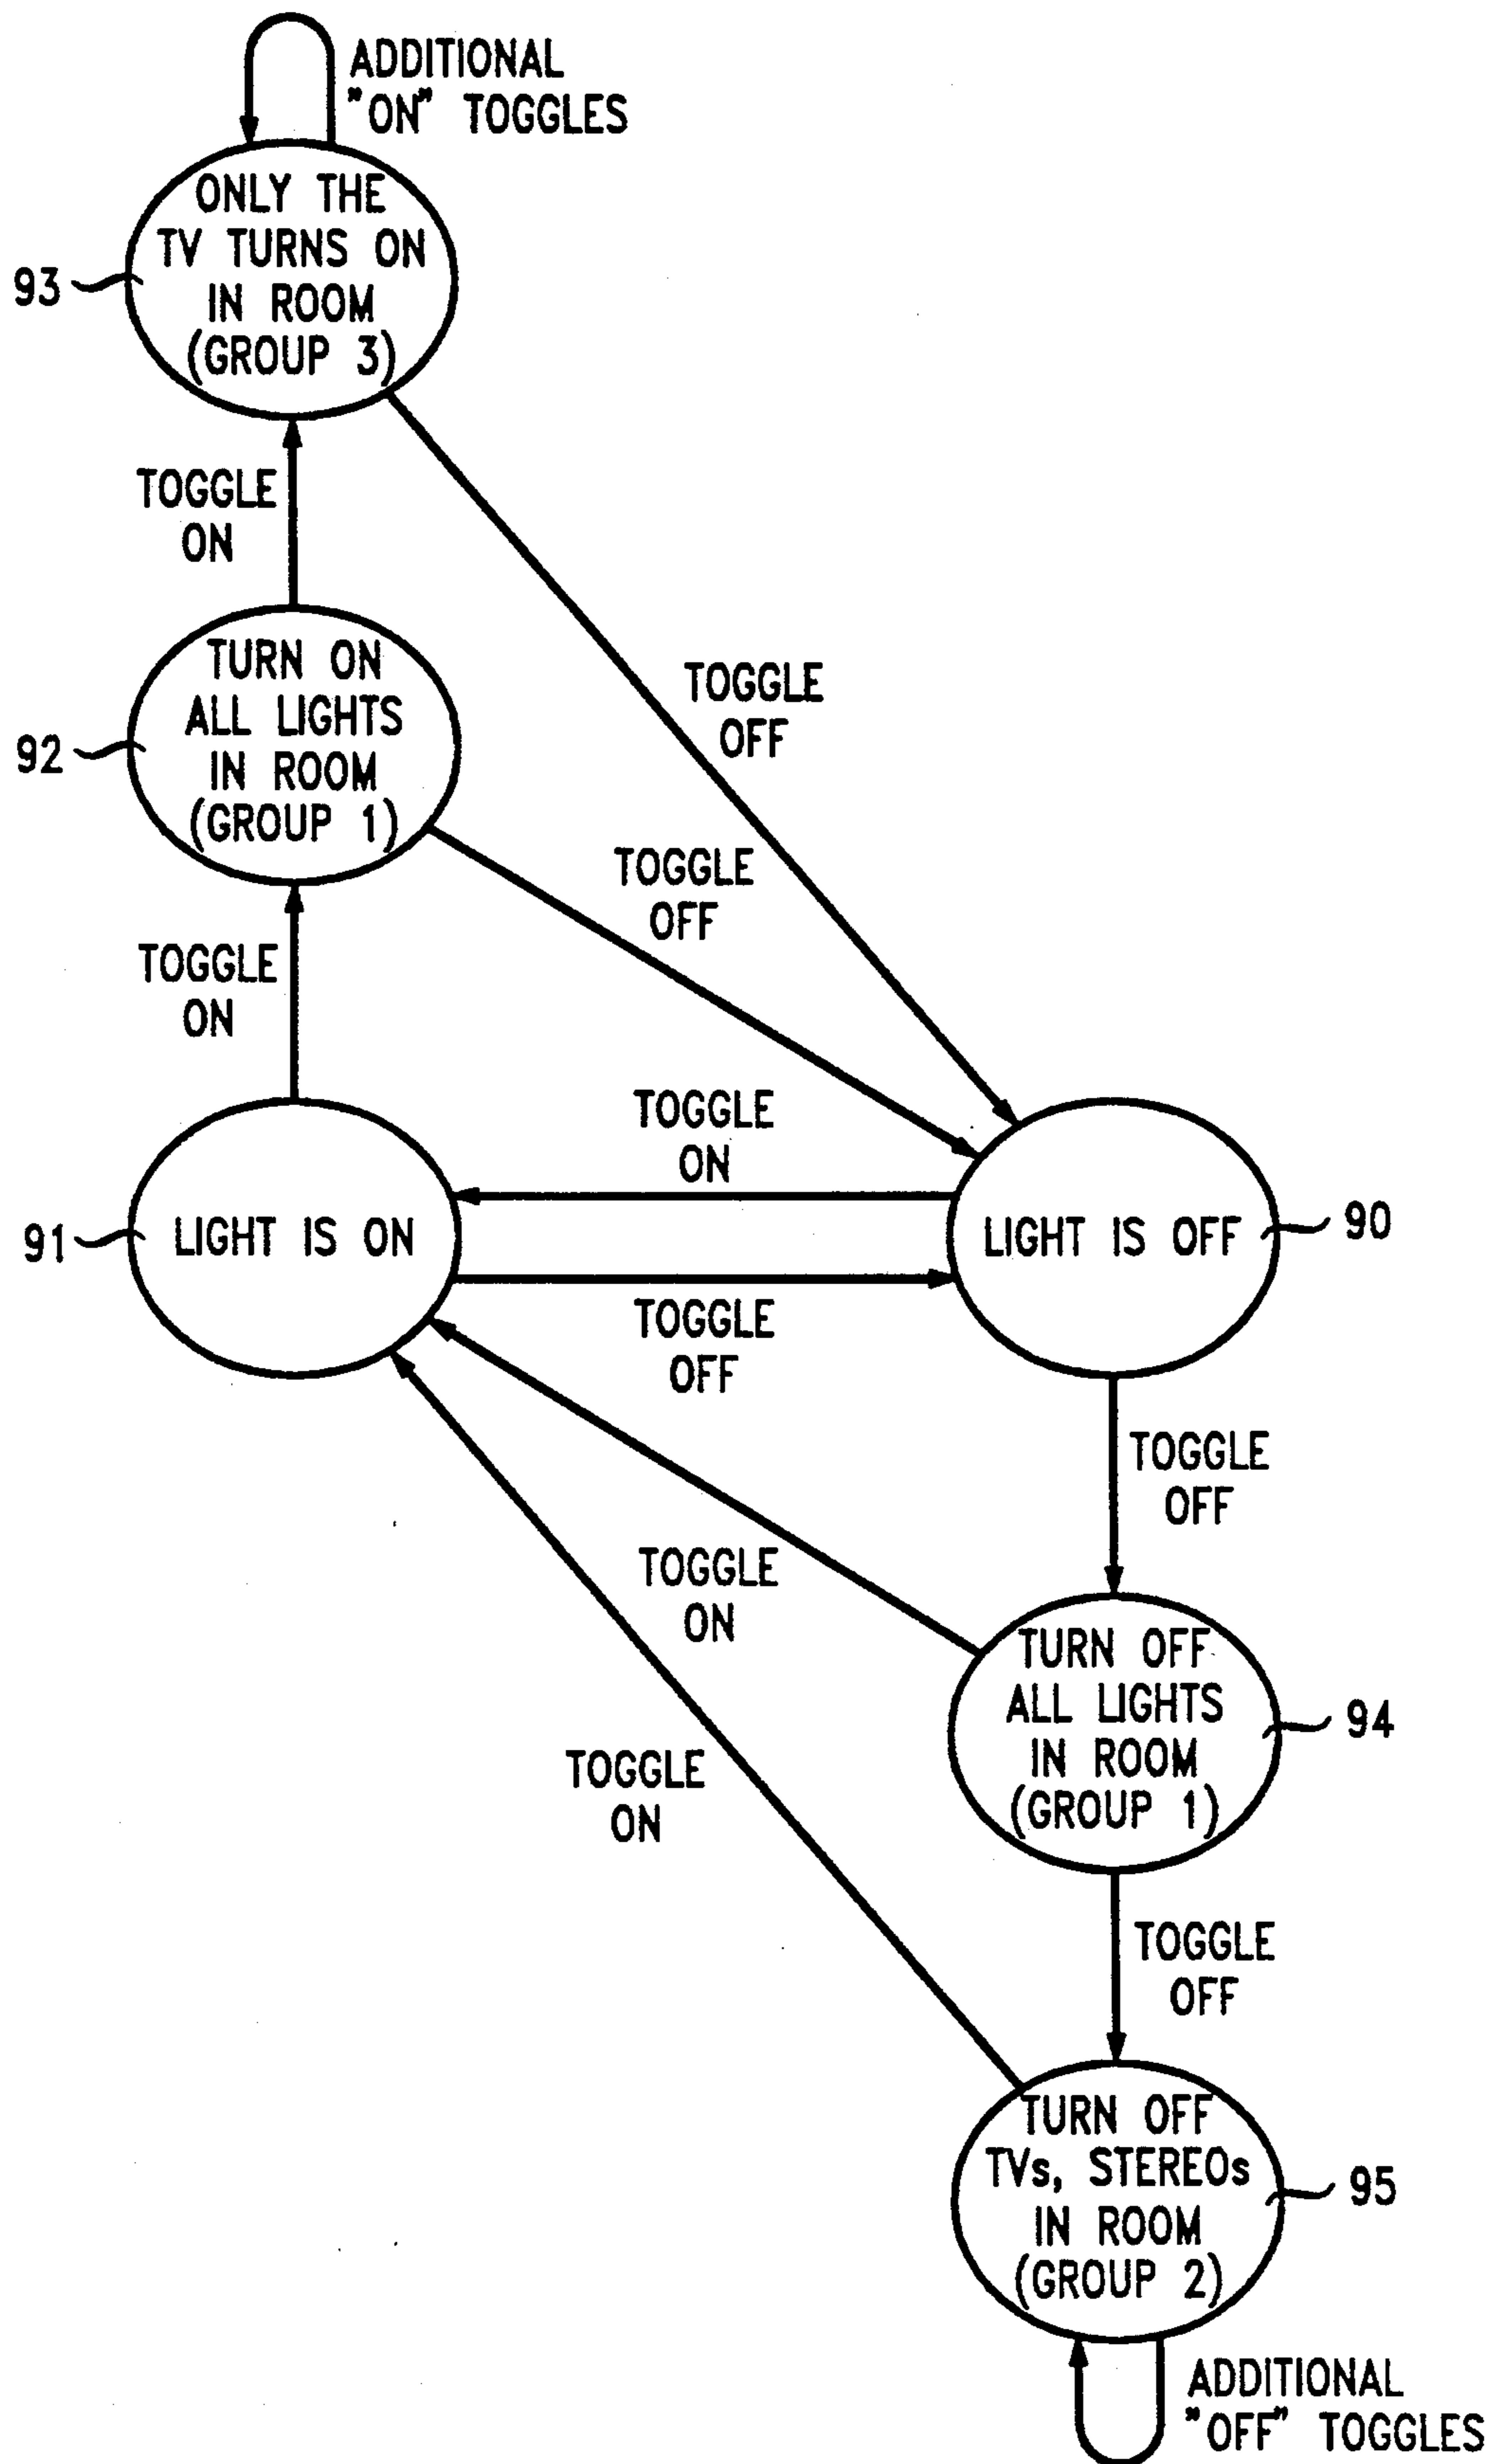 ADDITIONAL
"ON" TOGGLES
ONLY THE
TV TURNS ON
IN ROOM
(GROUP 3)
93
TOGGLE
ON
TOGGLE
OFF
TURN ON
ALL LIGHTS
IN ROOM
(GROUP 1)
92
TOGGLE
OFF
TOGGLE
ON
TOGGLE
ON
LIGHT IS ON
91
LIGHT IS OFF
90
TOGGLE
OFF
TOGGLE
OFF
TOGGLE
ON
TURN OFF
ALL LIGHTS
IN ROOM
(GROUP 1)
94
TOGGLE
ON
TOGGLE
OFF
TURN OFF
TVs, STEREOs
IN ROOM
(GROUP 2)
95
ADDITIONAL
"OFF" TOGGLES